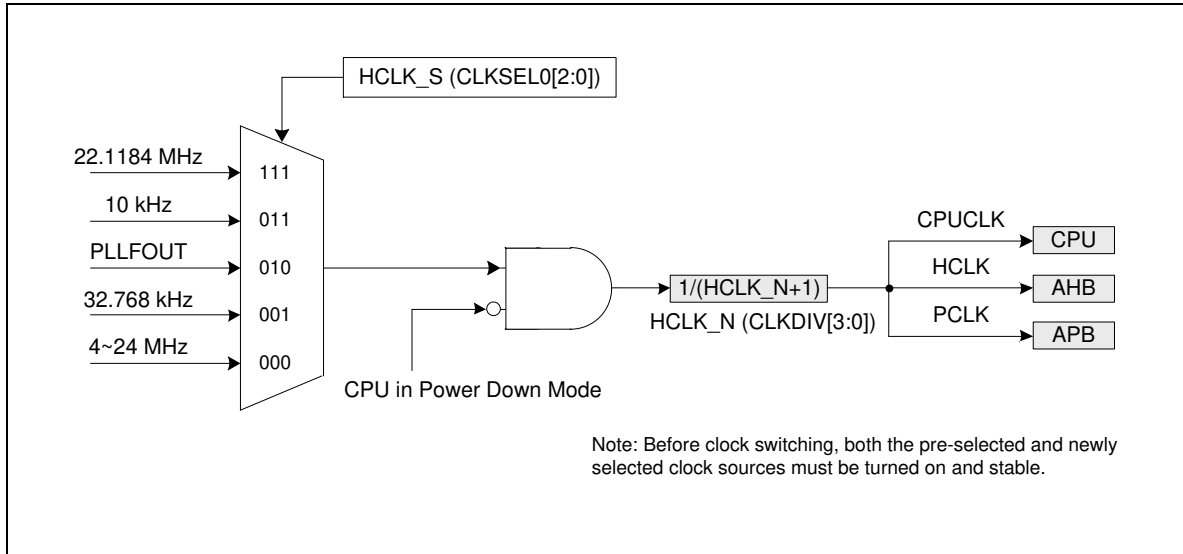 HCLK_S (CLKSEL0[2:0])
22.1184 MHz
111
10 kHz
011
PLLFOUT
010
32.768 kHz
001
4~24 MHz
000
CPU in Power Down Mode
1/(HCLK_N+1)
HCLK_N (CLKDIV[3:0])
CPUCLK
CPU
HCLK
AHB
PCLK
APB
Note: Before clock switching, both the pre-selected and newly
selected clock sources must be turned on and stable.